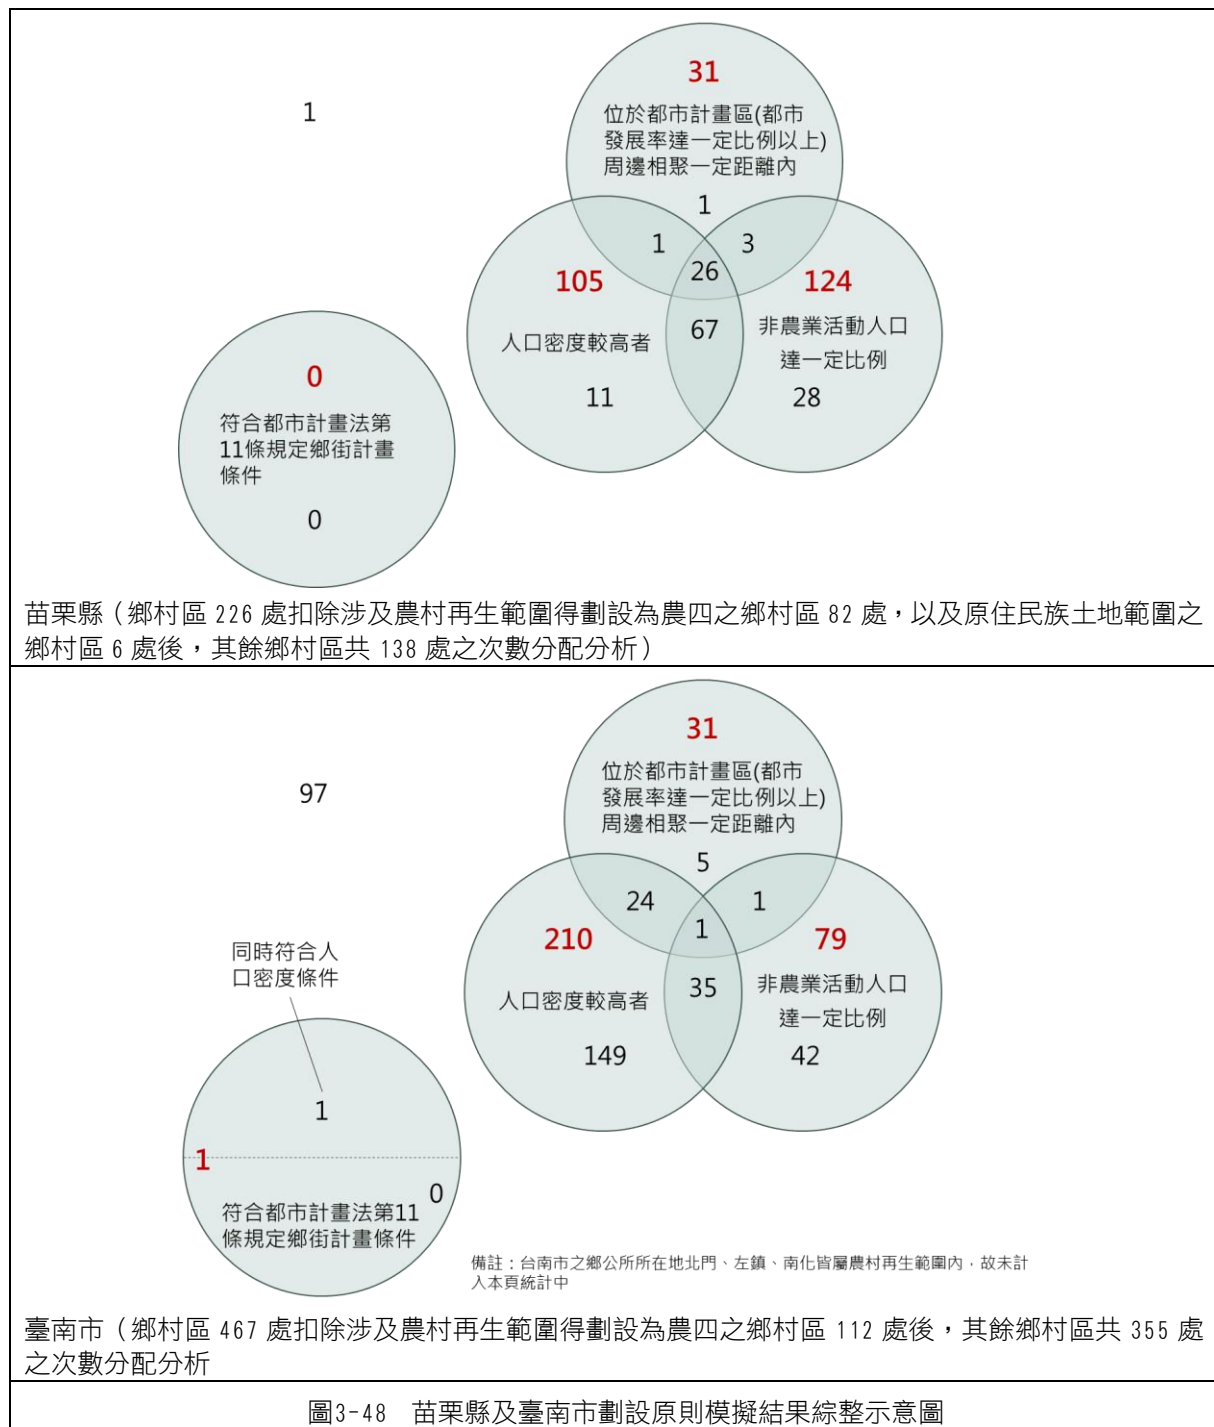 31
1
位於都市計畫區(都市
發展率達一定比例以上)
周邊相聚一定距離內
1
1
3
26
105
124
67
人口密度較高者
非農業活動人口
達一定比例
11
28
0
符合都市計畫法第
11條規定鄉街計畫
條件
0
苗栗縣（鄉村區 226 處扣除涉及農村再生範圍得劃設為農四之鄉村區 82 處，以及原住民族土地範圍之
鄉村區 6 處後，其餘鄉村區共 138 處之次數分配分析）
31
97
位於都市計畫區(都市
發展率達一定比例以上)
周邊相聚一定距離內
5
24
1
1
210
79
同時符合人
口密度條件
35
人口密度較高者
非農業活動人口
達一定比例
149
42
1
1
0
符合都市計畫法第11
條規定鄉街計畫條件
備註：台南市之鄉公所所在地北門、左鎮、南化皆屬農村再生範圍內，故未計
入本頁統計中
臺南市（鄉村區 467 處扣除涉及農村再生範圍得劃設為農四之鄉村區 112 處後，其餘鄉村區共 355 處
之次數分配分析
圖3-48 苗栗縣及臺南市劃設原則模擬結果綜整示意圖